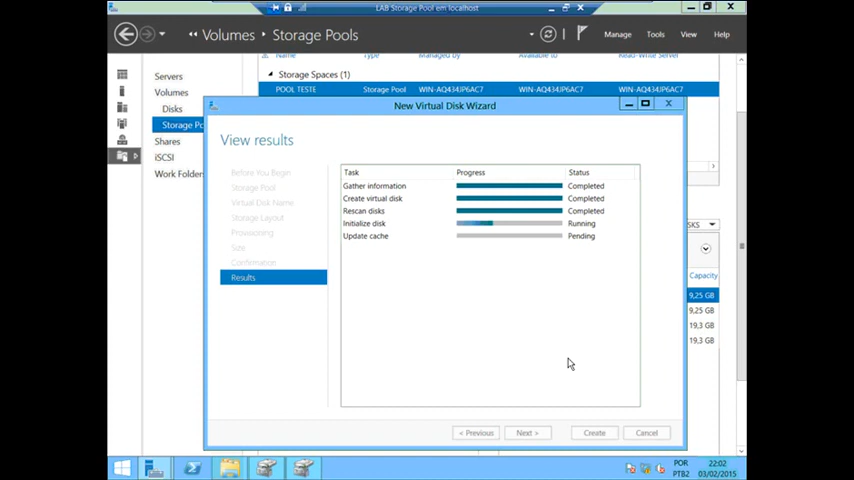 LAB Storage Pool em localhost
Volumes › Storage Pools
Manage Tools View Help
Name Type Managed by Available to Read-Write Server
Servers
Volumes
Disks
Storage Po
Shares
iSCSI
Work Folders
Storage Spaces (1)
POOL TESTE Storage Pool WIN-AQ434JP6AC7 WIN-AQ434JP6AC7 WIN-AQ434JP6AC7
New Virtual Disk Wizard
View results
Before You Begin
Storage Pool
Virtual Disk Name
Storage Layout
Provisioning
Size
Confirmation
Results
Task Progress Status
Gather information Completed
Create virtual disk Completed
Rescan disks Completed
Initialize disk Running
Update cache Pending
SKS
Capacity
9,25 GB
9,25 GB
19,3 GB
19,3 GB
< Previous Next > Create Cancel
POR 22:02
PTB2 03/02/2015